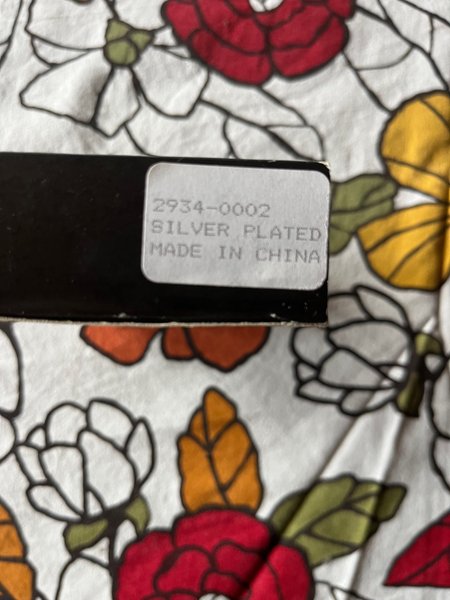 2934-0002
SILVER PLATED
MADE IN CHINA